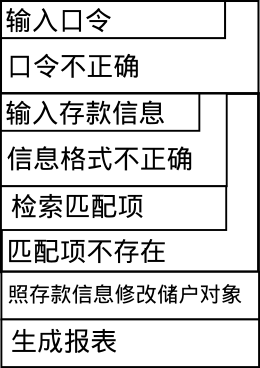 输入口令
口令不正确
输入存款信息
信息格式不正确
检索匹配项
匹配项不存在
照存款信息修改储户对象
生成报表